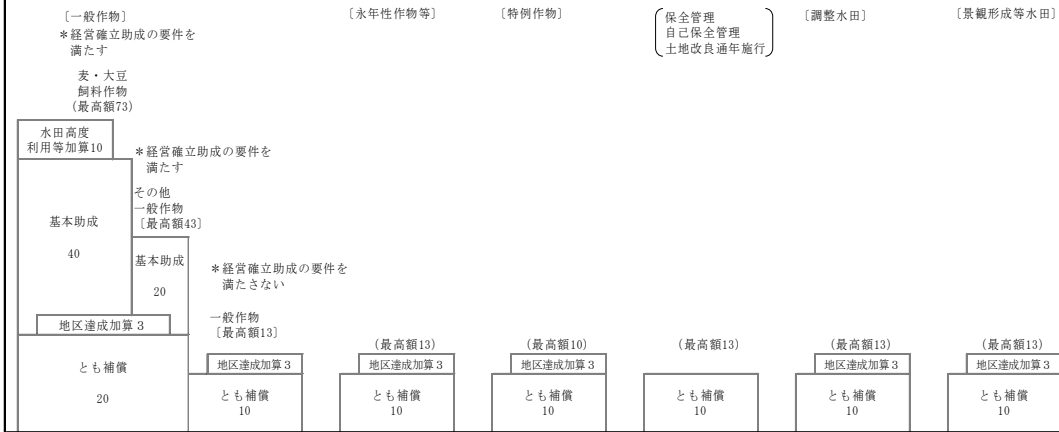 〔一般作物〕
＊経営確立助成の要件を
満たす
麦・大豆
飼料作物
(最高額73)
水田高度
利用等加算10
基本助成
40
地区達成加算３
とも補償
20
＊経営確立助成の要件を
満たす
その他
一般作物
〔最高額43〕
基本助成
20
＊経営確立助成の要件を
満たさない
一般作物
〔最高額13〕
地区達成加算３
とも補償
10
〔永年性作物等〕
(最高額13)
地区達成加算３
とも補償
10
〔特例作物〕
(最高額10)
地区達成加算３
とも補償
10
保全管理
自己保全管理
土地改良通年施行
(最高額13)
とも補償
10
〔調整水田〕
(最高額13)
地区達成加算３
とも補償
10
〔景観形成等水田〕
(最高額13)
地区達成加算３
とも補償
10